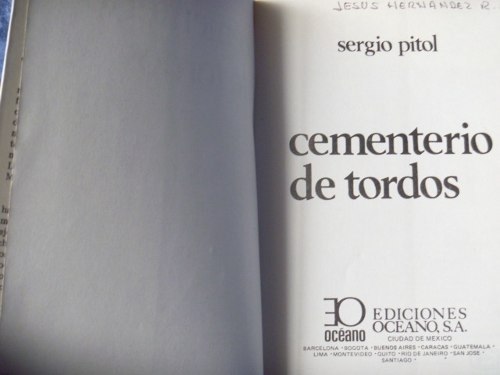 JESUS HERNANDEZ R.
sergio pitol
cementerio
de tordos
EO EDICIONES
océano OCEANO, S.A.
CIUDAD DE MEXICO
BARCELONA * BOGOTA * BUENOS AIRES * CARACAS * GUATEMALA *
LIMA * MONTEVIDEO * QUITO * RIO DE JANEIRO * SAN JOSE *
SANTIAGO *